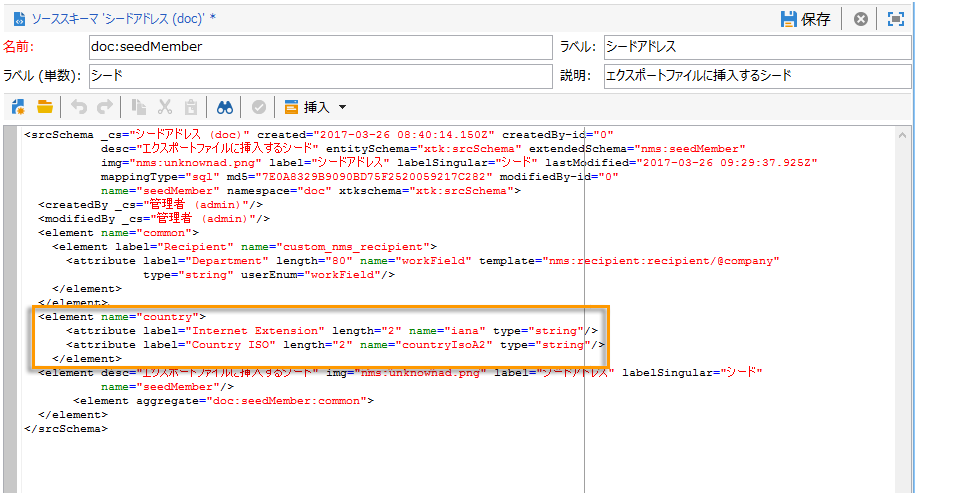 ソーススキーマ 'シードアドレス (doc)' *
保存
名前:
doc:seedMember
ラベル:
シードアドレス
ラベル (単数):
シード
説明:
エクスポートファイルに挿入するシード
挿入
<srcSchema _cs="シードアドレス (doc)" created="2017-03-26 08:40:14.150Z" createdBy-id="0"
desc="エクスポートファイルに挿入するシード" entitySchema="xtk:srcSchema" extendedSchema="nms:seedMember"
img="nms:unknownad.png" label="シードアドレス" labelSingular="シード" lastModified="2017-03-26 09:29:37.925Z"
mappingType="sql" md5="7E0A8329B9090BD75F2520059217C282" modifiedBy-id="0"
name="seedMember" namespace="doc" xtkschema="xtk:srcSchema">
<createdBy _cs="管理者 (admin)"/>
<modifiedBy _cs="管理者 (admin)"/>
<element name="common">
<element label="Recipient" name="custom_nms_recipient">
<attribute label="Department" length="80" name="workField" template="nms:recipient:recipient/@company"
type="string" userEnum="workField"/>
</element>
</element>
<element name="country">
<attribute label="Internet Extension" length="2" name="iana" type="string"/>
<attribute label="Country ISO" length="2" name="countryIsoA2" type="string"/>
</element>
<element desc="エクスポートファイルに挿入するシード" img="nms:unknownad.png" label="シードアドレス" labelSingular="シード"
name="seedMember"/>
<element aggregate="doc:seedMember:common">
</element>
</srcSchema>